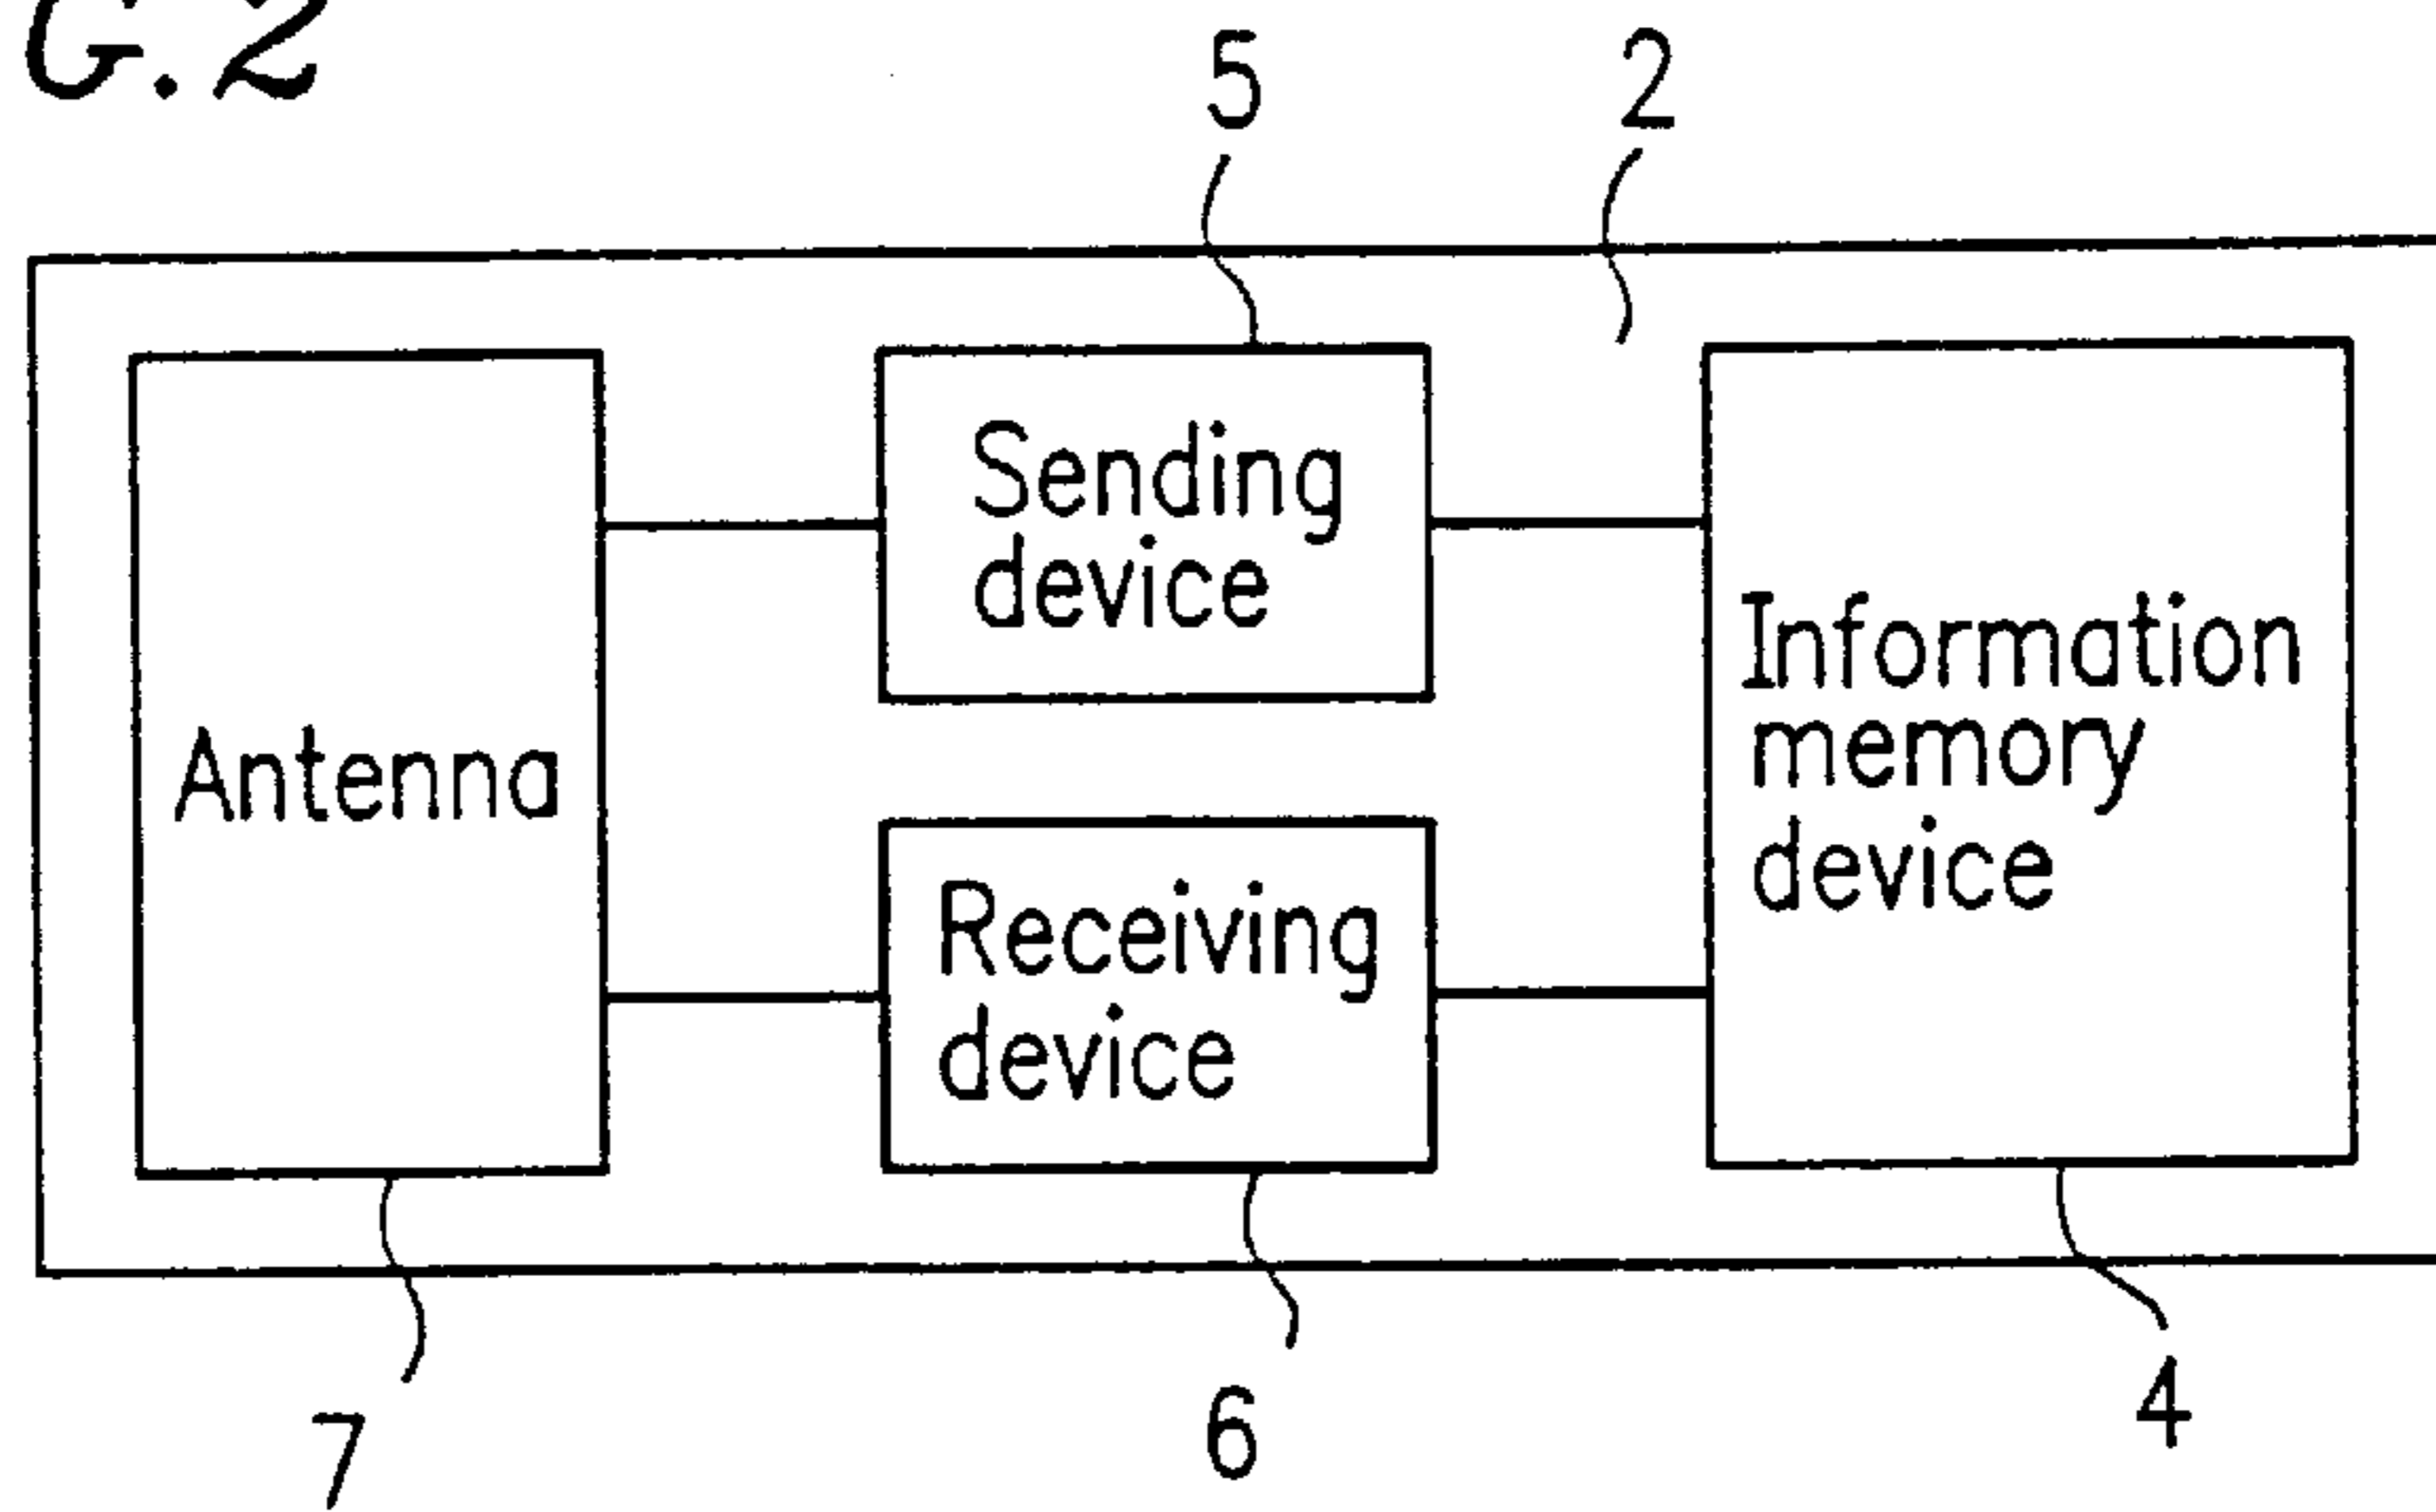 G.2
5
2
Sending
device
Antenna
Information
memory
device
Receiving
device
7
6
4